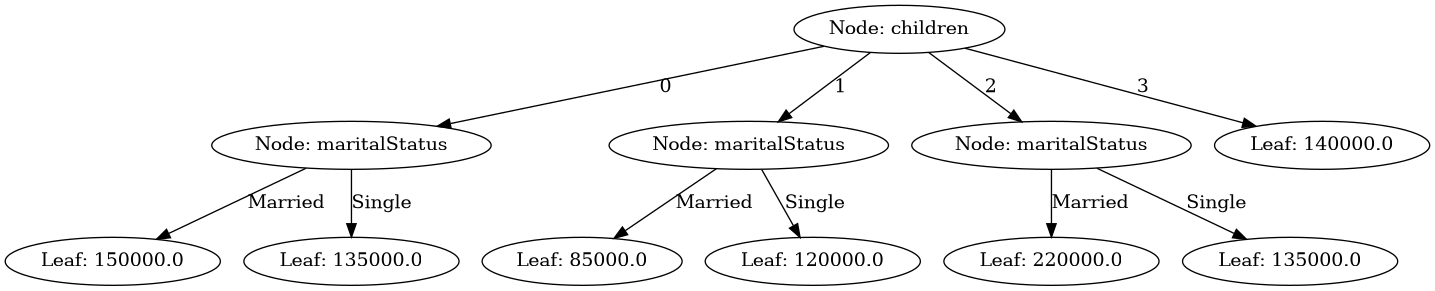 Node: children
0
1
2
3
Node: maritalStatus
Node: maritalStatus
Node: maritalStatus
Leaf: 140000.0
Married
Single
Married
Single
Married
Single
Leaf: 150000.0
Leaf: 135000.0
Leaf: 85000.0
Leaf: 120000.0
Leaf: 220000.0
Leaf: 135000.0